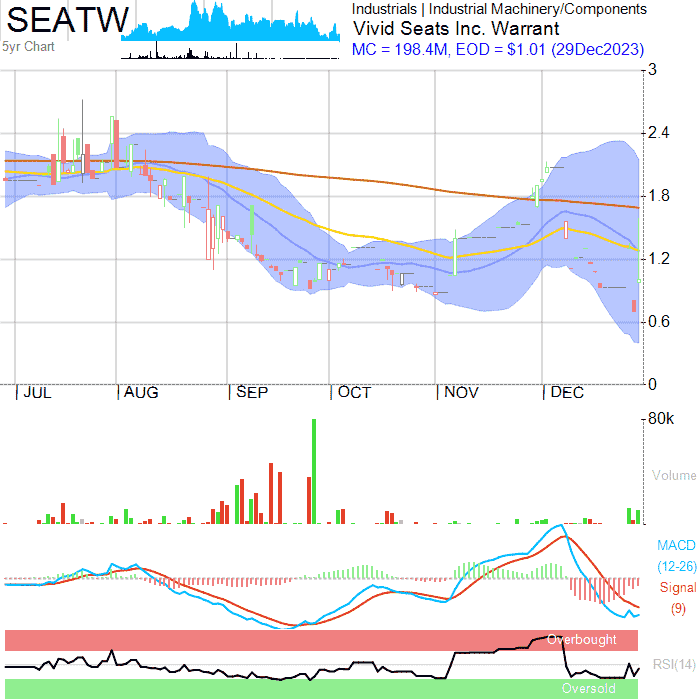 SEATW
Industrials | Industrial Machinery/Components
Vivid Seats Inc. Warrant
5yr Chart
MC = 198.4M, EOD = $1.01 (29Dec2023)
3
2.4
1.8
1.2
0.6
0
JUL AUG SEP OCT NOV DEC
80k
Volume
MACD
(12-26)
Signal
(9)
Overbought
RSI(14)
Oversold